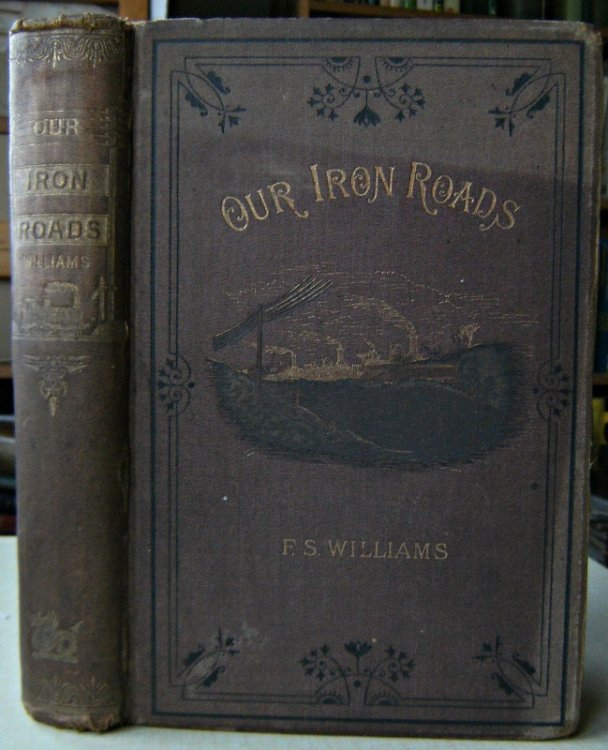 OUR
IRON
ROADS
WILLIAMS
OUR IRON ROADS
F. S. WILLIAMS